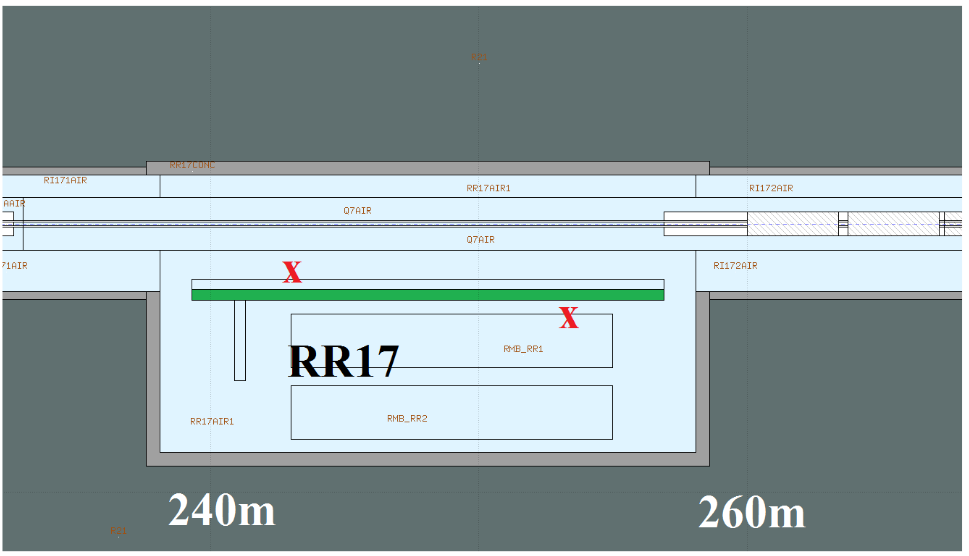 RR17CONC
RI171AIR
RR17AIR1
RI172AIR
AAIR
Q7AIR
Q7AIR
71AIR
X
RI172AIR
X
RR17
RMB_RR1
RMB_RR2
RR17AIR1
240m
260m